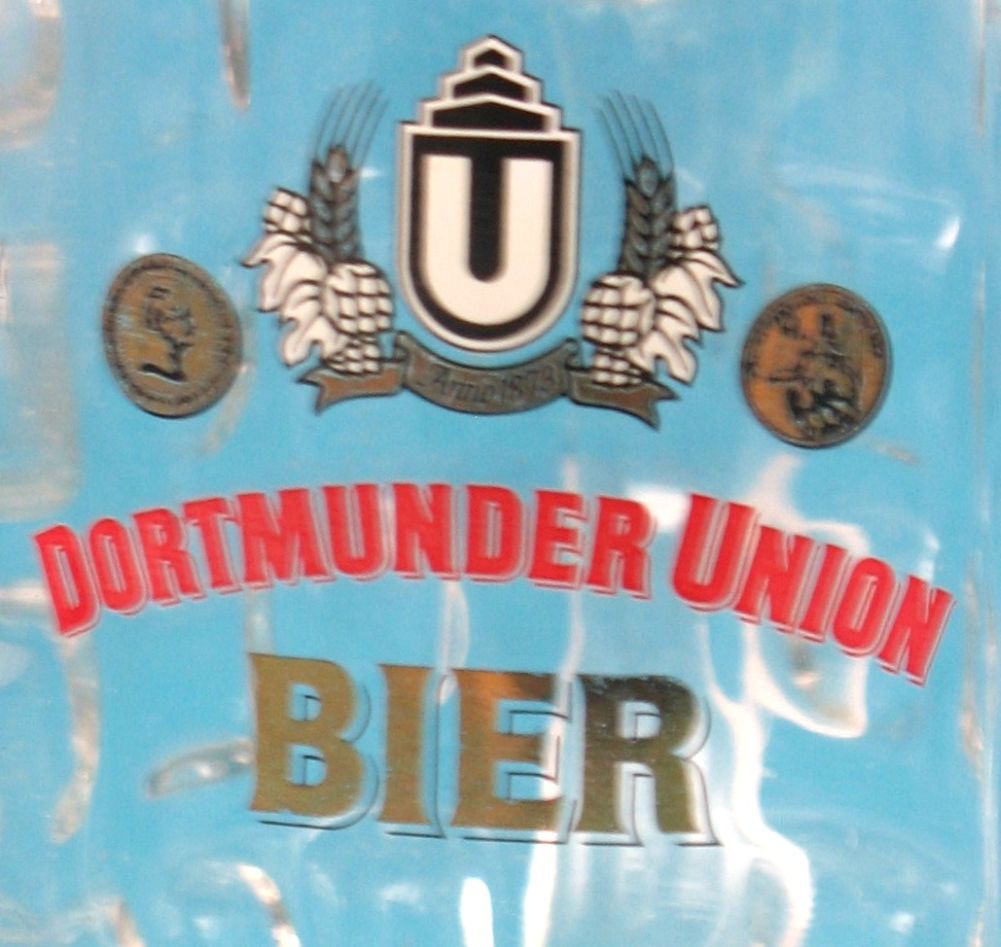 U
Anno 1873
DORTMUNDER UNION
BIER